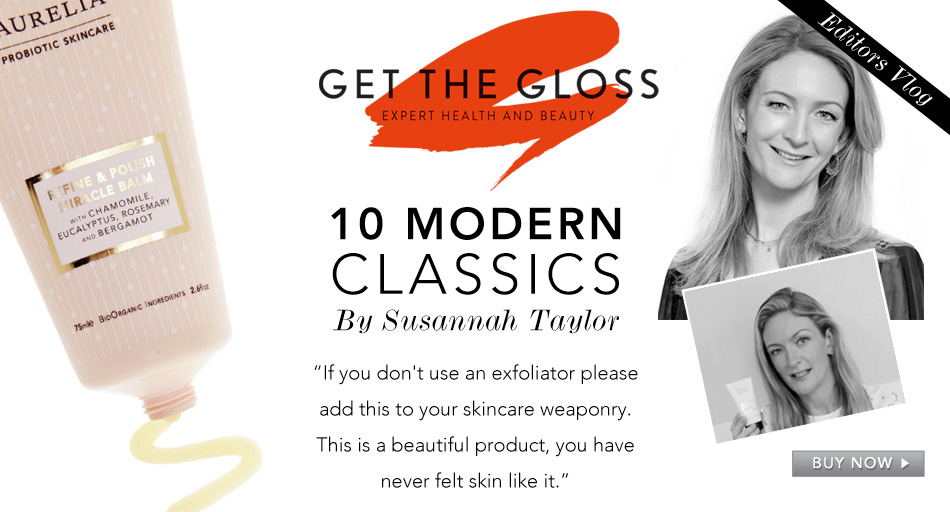 AURELIA
PROBIOTIC SKINCARE
REFINE & POLISH
MIRACLE BALM
WITH CHAMOMILE,
EUCALYPTUS, ROSEMARY
AND BERGAMOT
75mle BIOORGANIC INGREDIENTS 2.6floz
GET THE GLOSS
EXPERT HEALTH AND BEAUTY
10 MODERN
CLASSICS
By Susannah Taylor
“If you don't use an exfoliator please
add this to your skincare weaponry.
This is a beautiful product, you have
never felt skin like it.”
Editors Vlog
BUY NOW